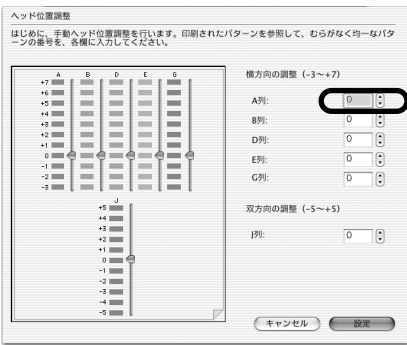 ヘッド位置調整
はじめに、手動ヘッド調整を行います。印刷されたパターンを参照して、むらがなく均一なパタ
ーンの番号を、各欄に入力してください。
A B D E G
+7
+6
+5
+4
+3
+2
+1
0
-1
-2
-3
J
+5
+4
+3
+2
+1
0
-1
-2
-3
-4
-5
横方向の調整 (-3～+7)
A列: 0
B列: 0
D列: 0
E列: 0
G列: 0
双方向の調整 (-5～+5)
J列: 0
キャンセル 設定